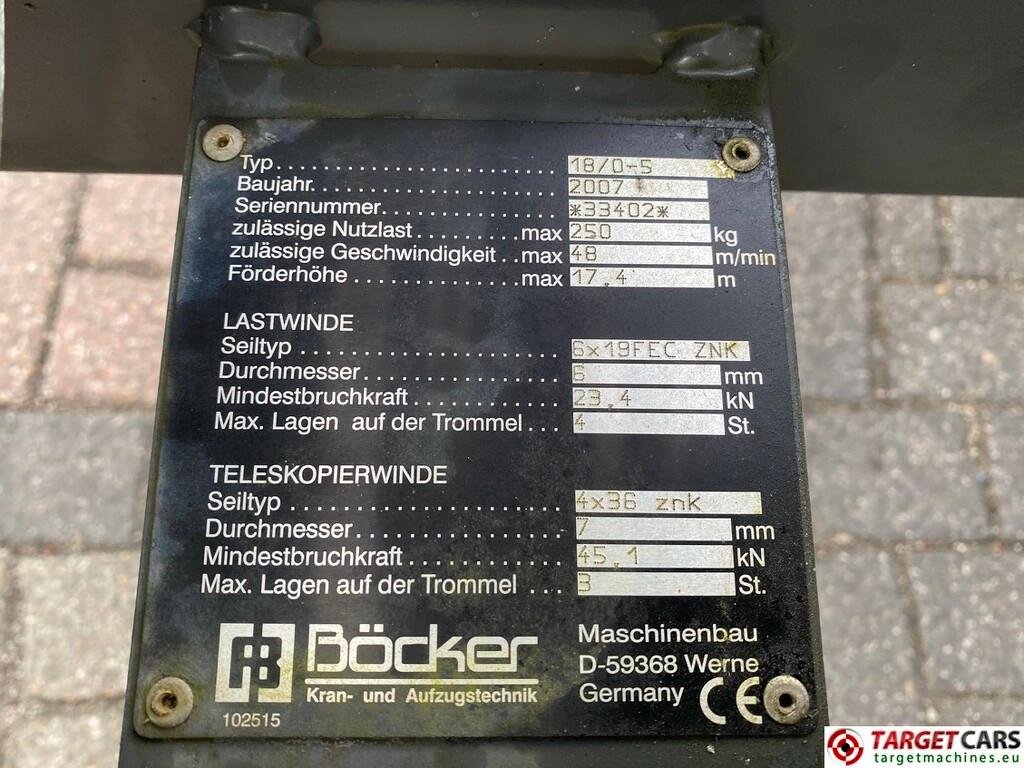 Typ........................ 18/0-5
Baujahr.................... 2007
Seriennummer............... *33402*
zulässige Nutzlast..........max 250 kg
zulässige Geschwindigkeit..max 48 m/min
Förderhöhe................max 17,4 m
LASTWINDE
Seiltyp..................... 6x19FEC ZNK
Durchmesser................ 6 mm
Mindestbruchkraft............ 23,4 kN
Max. Lagen auf der Trommel... 4 St.
TELESKOPIERWINDE
Seiltyp..................... 4x36 znK
Durchmesser................ 7 mm
Mindestbruchkraft............ 45,1 kN
Max. Lagen auf der Trommel... 3 St.
Böcker
Kran- und Aufzugstechnik
102515
Maschinenbau
D-59368 Werne
Germany CE
TARGETCARS
targetmachines.eu